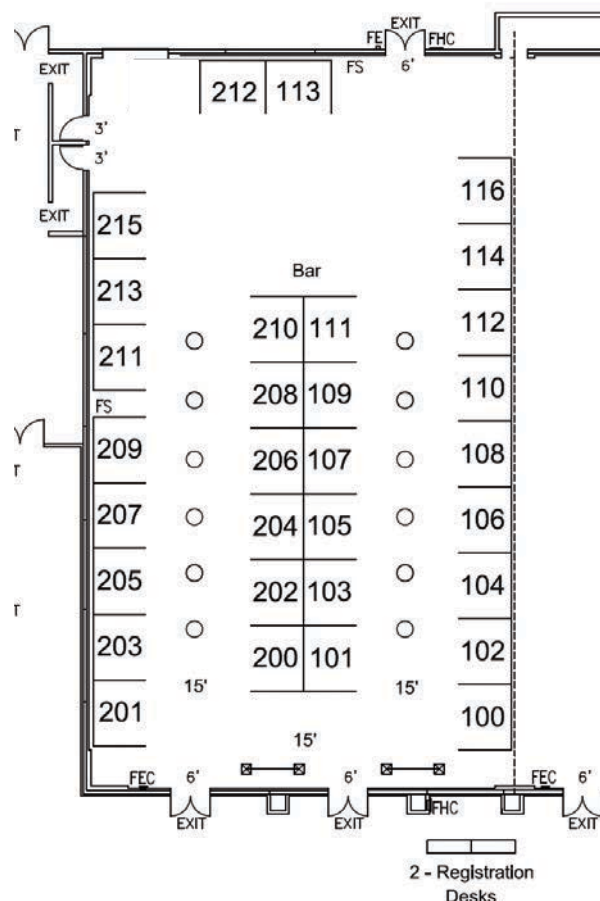 EXIT
FE
FHC
EXIT
FS
6'
212
113
3'
T
3'
116
EXIT
215
114
Bar
213
112
210
111
211
110
208
109
FS
209
108
206
107
T
207
106
204
105
205
104
202
103
T
203
102
200
101
15'
15'
201
100
15'
FEC
6'
6'
FEC
6'
EXIT
EXIT
EXIT
FHC
2 - Registration
Desks